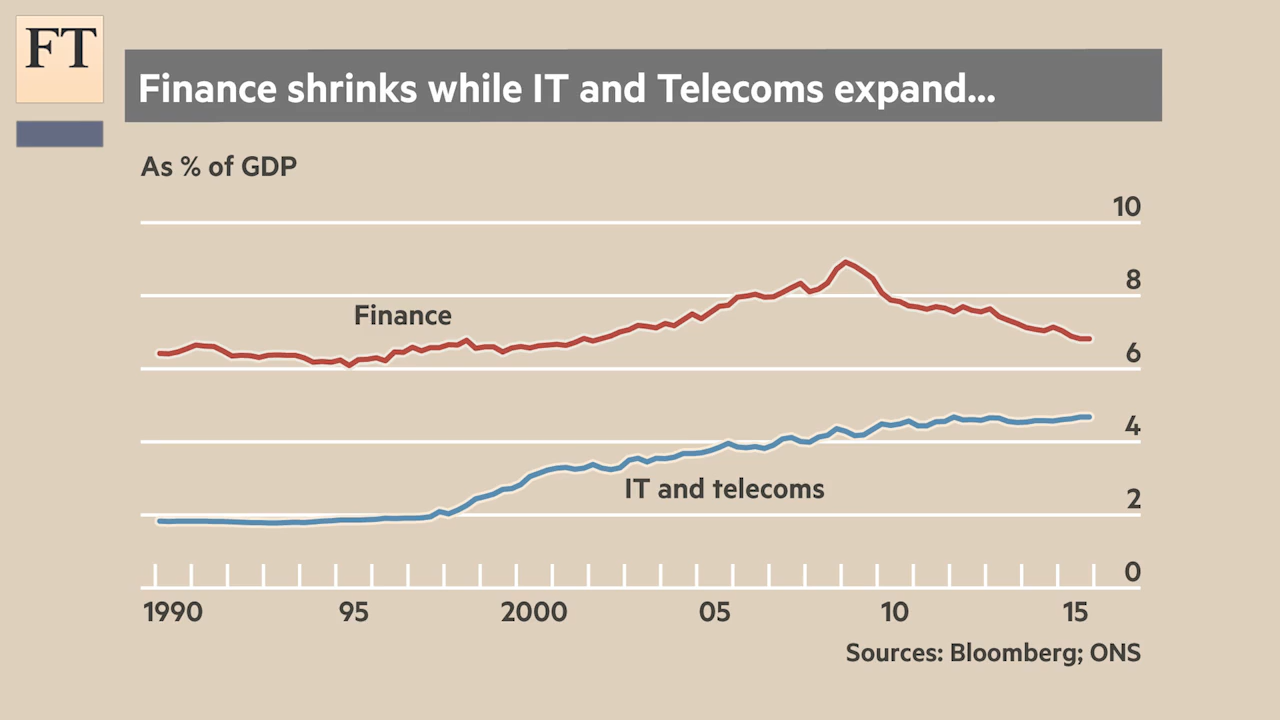 FT
Finance shrinks while IT and Telecoms expand...
As % of GDP
10
8
Finance
6
4
IT and telecoms
2
0
1990 95 2000 05 10 15
Sources: Bloomberg; ONS